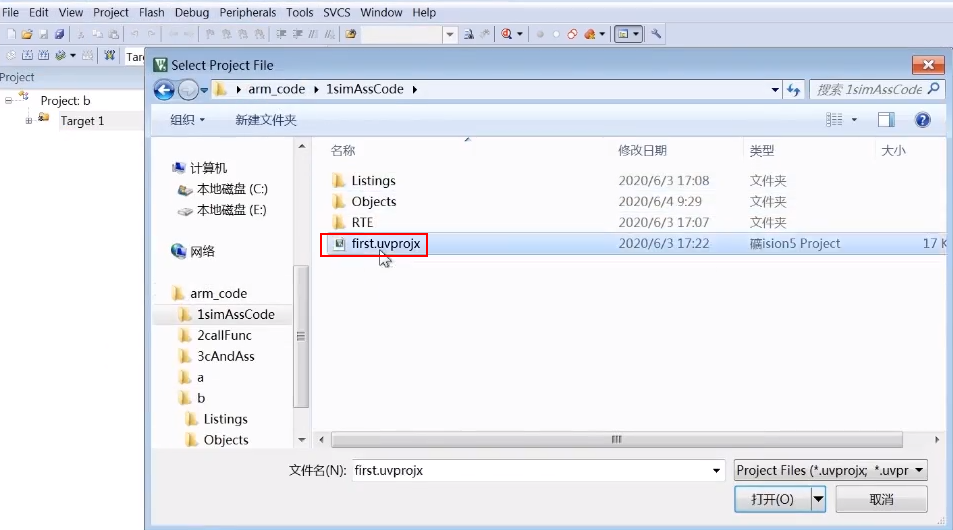 File Edit View Project Flash Debug Peripherals Tools SVCS Window Help
Project
Project: b
Target 1
Select Project File
arm_code 1simAssCode
搜索 1simAssCode
组织 新建文件夹
名称 修改日期 类型 大小
Listings 2020/6/3 17:08 文件夹
Objects 2020/6/4 9:29 文件夹
RTE 2020/6/3 17:07 文件夹
first.uvprojx 2020/6/3 17:22 礦ision5 Project 17 K
计算机
本地磁盘 (C:)
本地磁盘 (E:)
网络
arm_code
1simAssCode
2callFunc
3cAndAss
a
b
Listings
Objects
文件名(N): first.uvprojx
Project Files (*.uvprojx; *.uvpr
打开(O) 取消